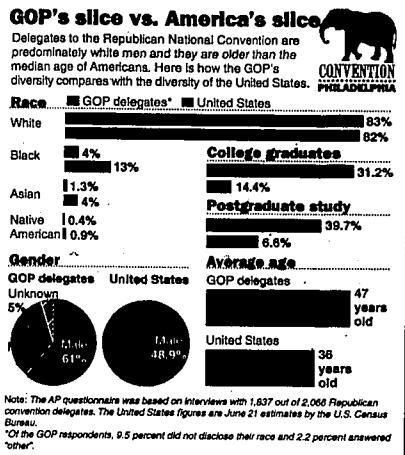 GOP's slice vs. America's slice
Delegates to the Republican National Convention are
predominately white men and they are older than the
median age of Americans. Here is how the GOP's
diversity compares with the diversity of the United States.
CONVENTION
PHILADELPHIA
Race
GOP delegates* United States
White
83%
82%
Black
4%
13%
Asian
1.3%
4%
Native
American
0.4%
0.9%
College graduates
31.2%
14.4%
Postgraduate study
39.7%
6.6%
Gender
GOP delegates
Unknown
5%
Male
61%
United States
Male
48.9%
Average age
GOP delegates
47
years
old
United States
36
years
old
Note: The AP questionnaire was based on interviews with 1,837 out of 2,066 Republican
convention delegates. The United States figures are June 21 estimates by the U.S. Census
Bureau.
*Of the GOP respondents, 9.5 percent did not disclose their race and 2.2 percent answered
"other".